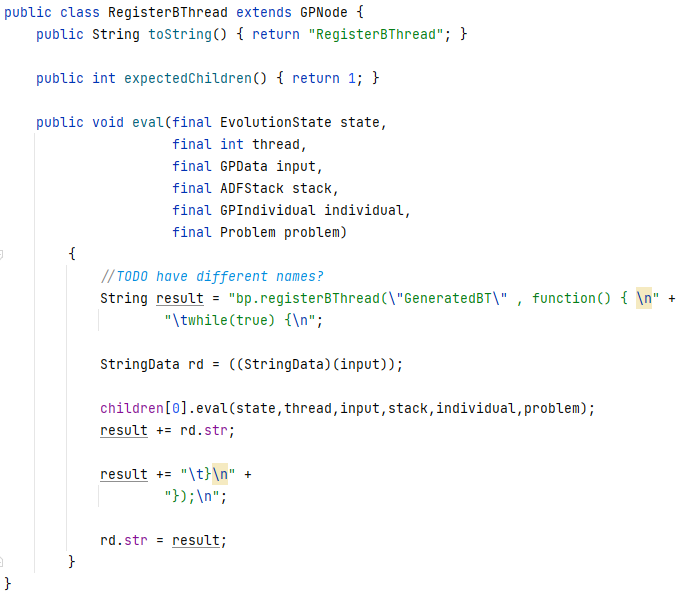 public class RegisterBThread extends GPNode {
    public String toString() { return "RegisterBThread"; }

    public int expectedChildren() { return 1; }

    public void eval(final EvolutionState state,
                     final int thread,
                     final GPData input,
                     final ADFStack stack,
                     final GPIndividual individual,
                     final Problem problem)
        {
            //TODO have different names?
            String result = "bp.registerBThread(\"GeneratedBT\" , function() { \n" +
                    "\twhile(true) {\n";

            StringData rd = ((StringData)(input));

            children[0].eval(state,thread,input,stack,individual,problem);
            result += rd.str;

            result += "\t}\n" +
                    "});\n";

            rd.str = result;
        }
}